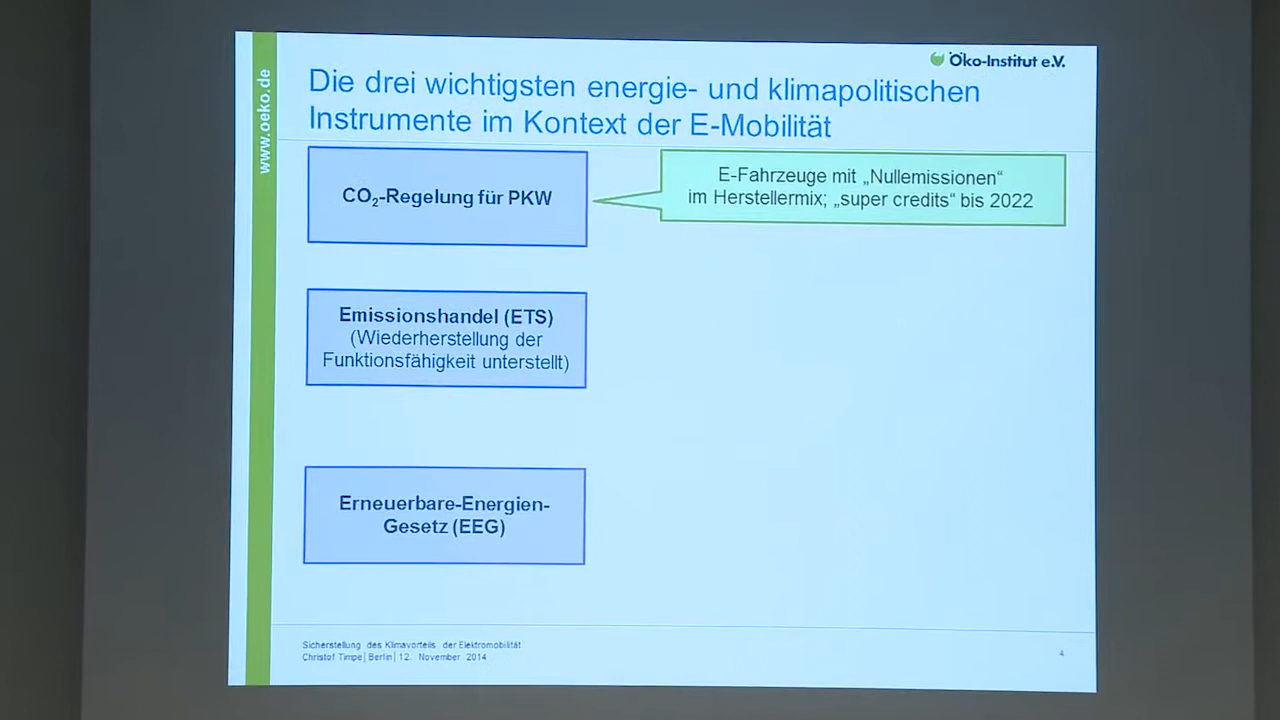 www.oeko.de
Öko-Institut e.V.
Die drei wichtigsten energie- und klimapolitischen
Instrumente im Kontext der E-Mobilität
CO₂-Regelung für PKW
E-Fahrzeuge mit „Nullemissionen“
im Herstellermix; „super credits“ bis 2022
Emissionshandel (ETS)
(Wiederherstellung der
Funktionsfähigkeit unterstellt)
Erneuerbare-Energien-
Gesetz (EEG)
Sicherstellung des Klimavorteils der Elektromobilität
Christof Timpe| Berlin| 12. November 2014
4